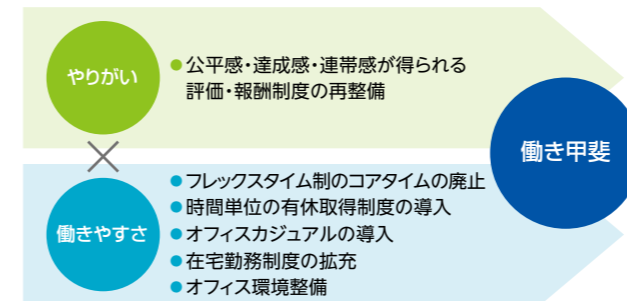 やりがい
●公平感・達成感・連帯感が得られる
評価・報酬制度の再整備
働きやすさ
●フレックスタイム制のコアタイムの廃止
●時間単位の有休取得制度の導入
●オフィスカジュアルの導入
●在宅勤務制度の拡充
●オフィス環境整備
働き甲斐